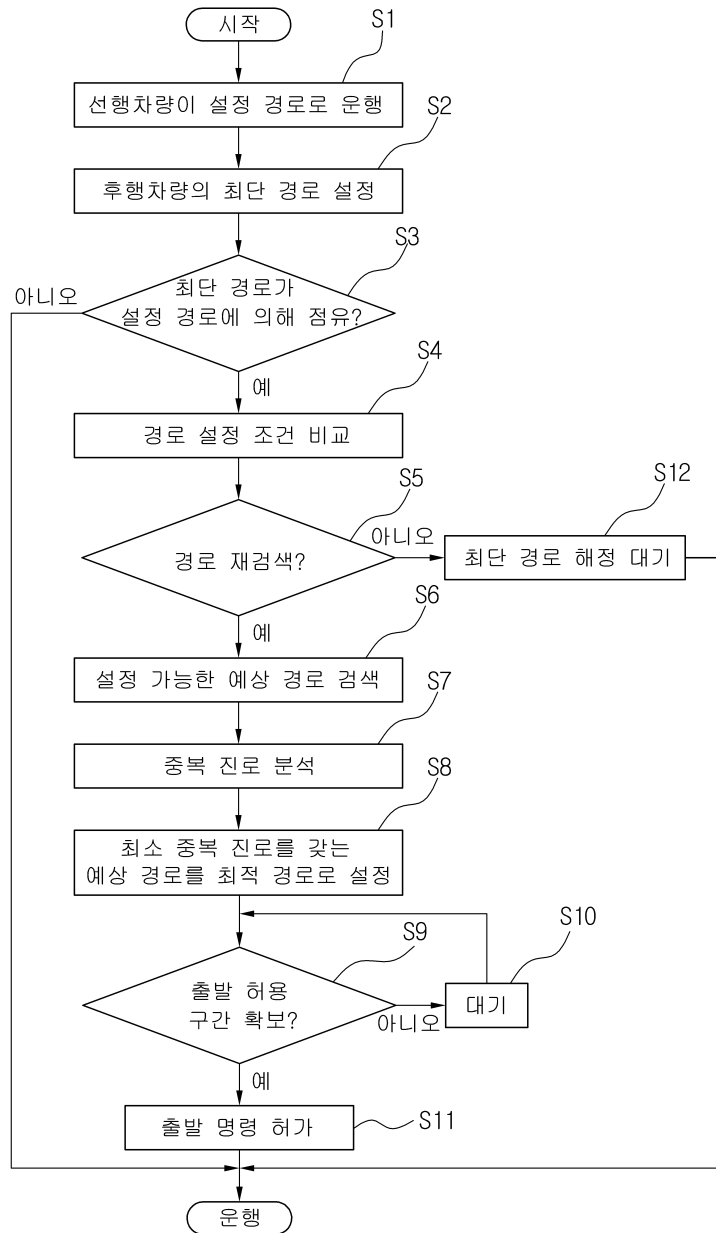 시작
S1
선행차량이 설정 경로로 운행
S2
후행차량의 최단 경로 설정
S3
아니오
최단 경로가
설정 경로에 의해 점유?
예
S4
경로 설정 조건 비교
S5
S12
아니오
경로 재검색?
최단 경로 해정 대기
예
S6
설정 가능한 예상 경로 검색
S7
중복 진로 분석
S8
최소 중복 진로를 갖는
예상 경로를 최적 경로로 설정
S9
S10
출발 허용
구간 확보?
아니오
대기
예
출발 명령 허가
S11
운행